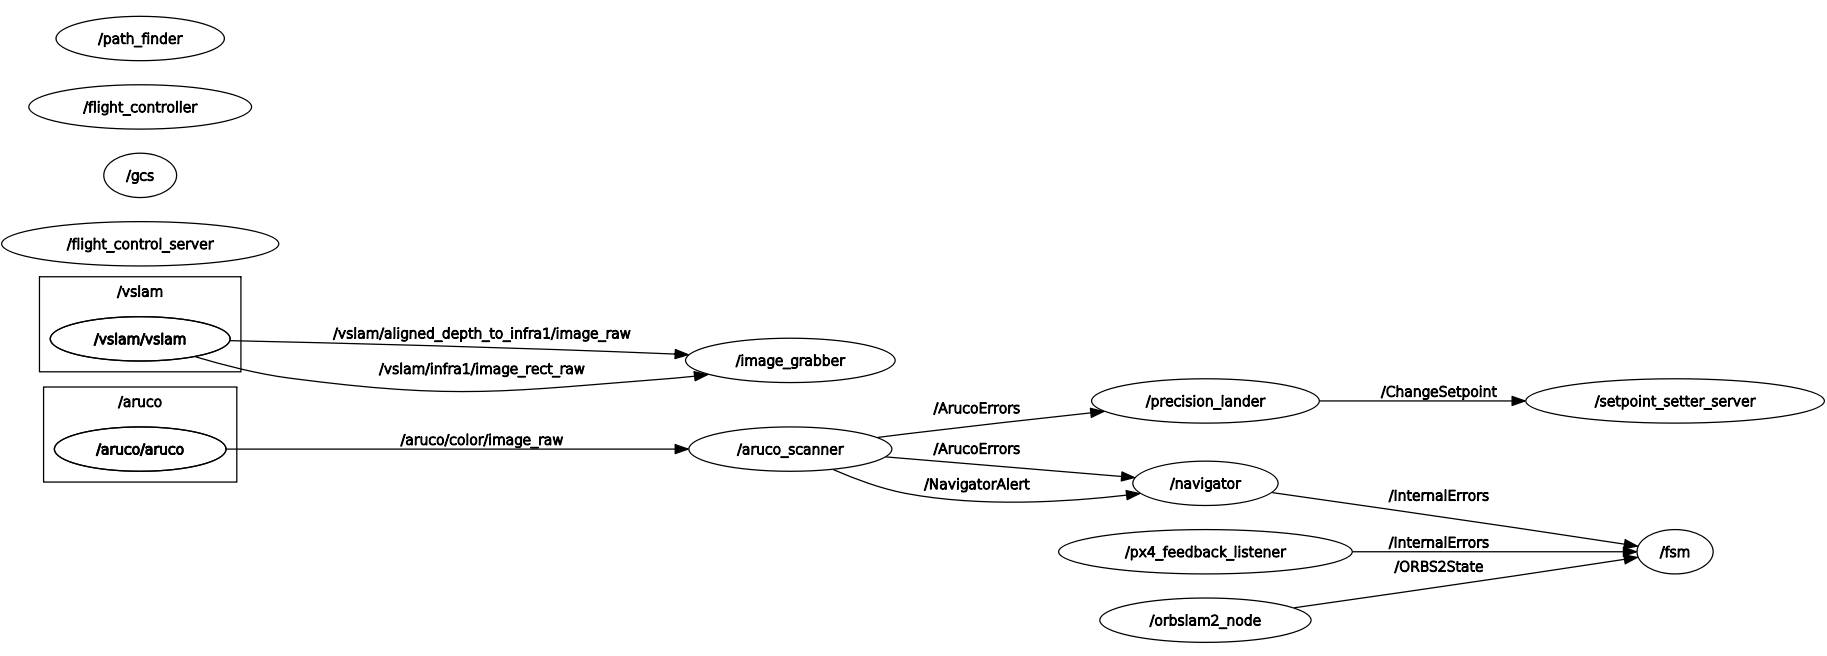 /path_finder
/flight_controller
/gcs
/flight_control_server
/vslam
/vslam/vslam
/vslam/aligned_depth_to_infra1/image_raw
/vslam/infra1/image_rect_raw
/image_grabber
/aruco
/aruco/aruco
/aruco/color/image_raw
/aruco_scanner
/ArucoErrors
/ArucoErrors
/NavigatorAlert
/precision_lander
/ChangeSetpoint
/setpoint_setter_server
/navigator
/InternalErrors
/px4_feedback_listener
/InternalErrors
/ORBS2State
/fsm
/orbslam2_node